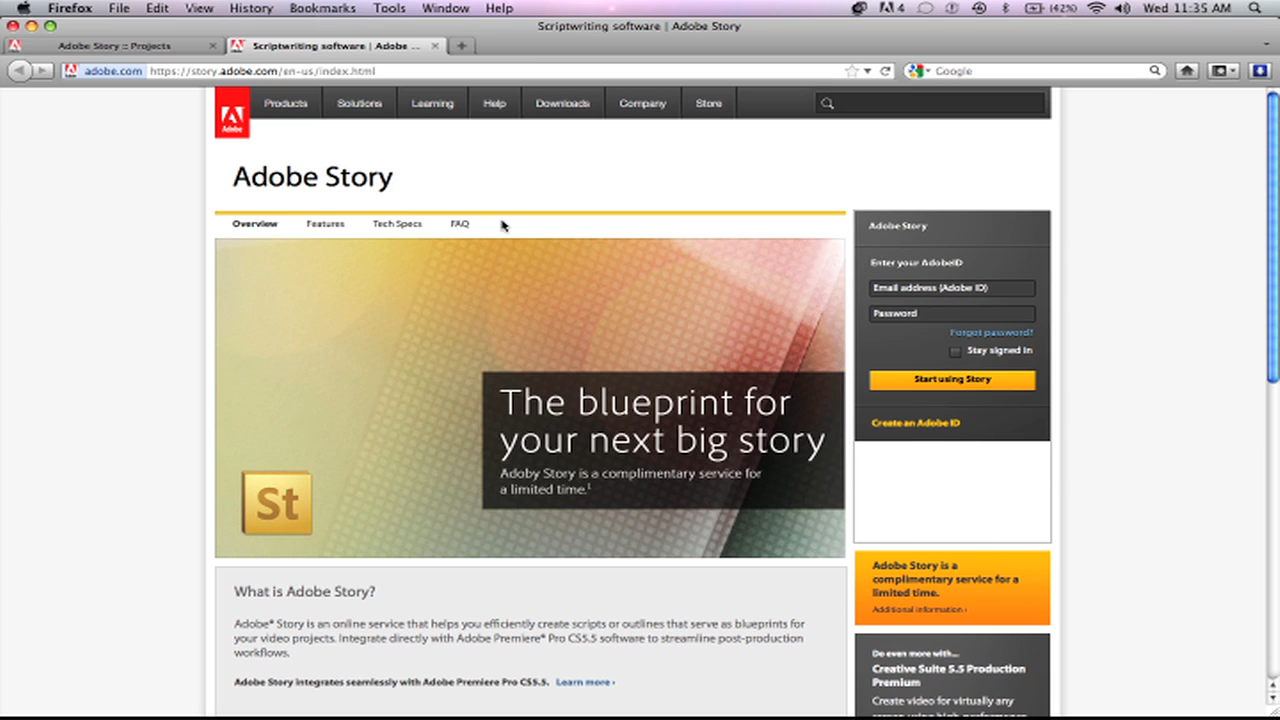 Firefox File Edit View History Bookmarks Tools Window Help 4 (42%) Wed 11:35 AM
Scriptwriting software | Adobe Story
Adobe Story :: Projects
Scriptwriting software | Adobe ...
adobe.com https://story.adobe.com/en-us/index.html
Google
Products Solutions Learning Help Downloads Company Store
Adobe
Adobe Story
Overview Features Tech Specs FAQ
The blueprint for
your next big story
Adoby Story is a complimentary service for
a limited time.1
St
What is Adobe Story?
Adobe® Story is an online service that helps you efficiently create scripts or outlines that serve as blueprints for
your video projects. Integrate directly with Adobe Premiere® Pro CS5.5 software to streamline post-production
workflows.
Adobe Story integrates seamlessly with Adobe Premiere Pro CS5.5. Learn more ›
Adobe Story
Enter your AdobeID
Email address (Adobe ID)
Password
Forgot password?
Stay signed in
Start using Story
Create an Adobe ID
Adobe Story is a
complimentary service for a
limited time.
Additional information ›
Do even more with...
Creative Suite 5.5 Production
Premium
Create video for virtually any